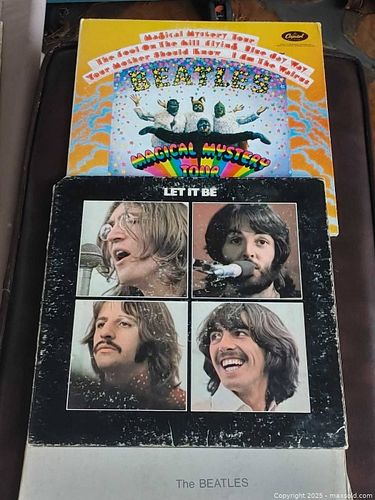 Capitol
Magical Mystery Tour
The Fool On The Hill Flying Blue Jay Way
Your Mother Should Know I Am The Walrus
BEATLES
MAGICAL MYSTERY
TOUR
LET IT BE
The BEATLES
Copyright 2025 - maxsold.com